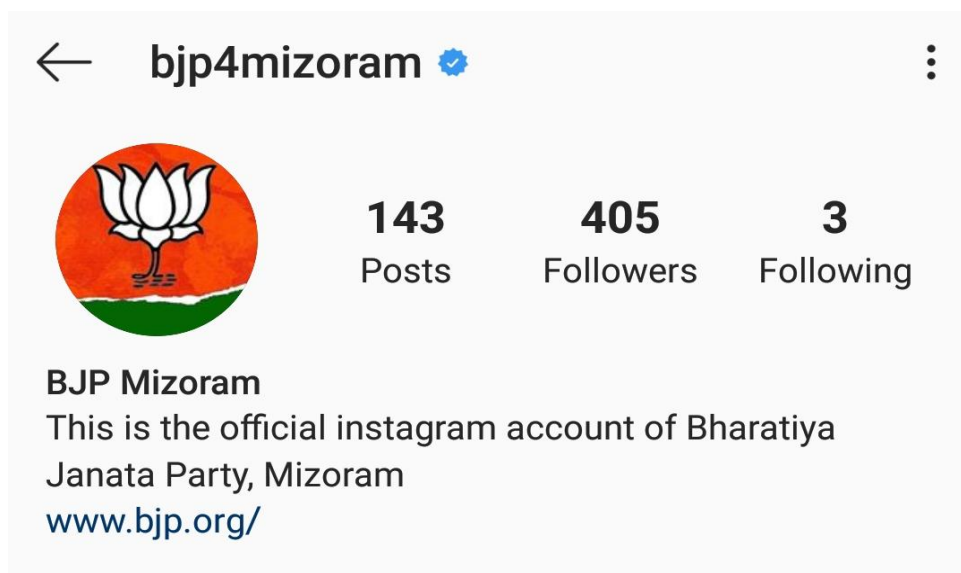 bjp4mizoram
143 405 3
Posts Followers Following
BJP Mizoram
This is the official instagram account of Bharatiya
Janata Party, Mizoram
www.bjp.org/